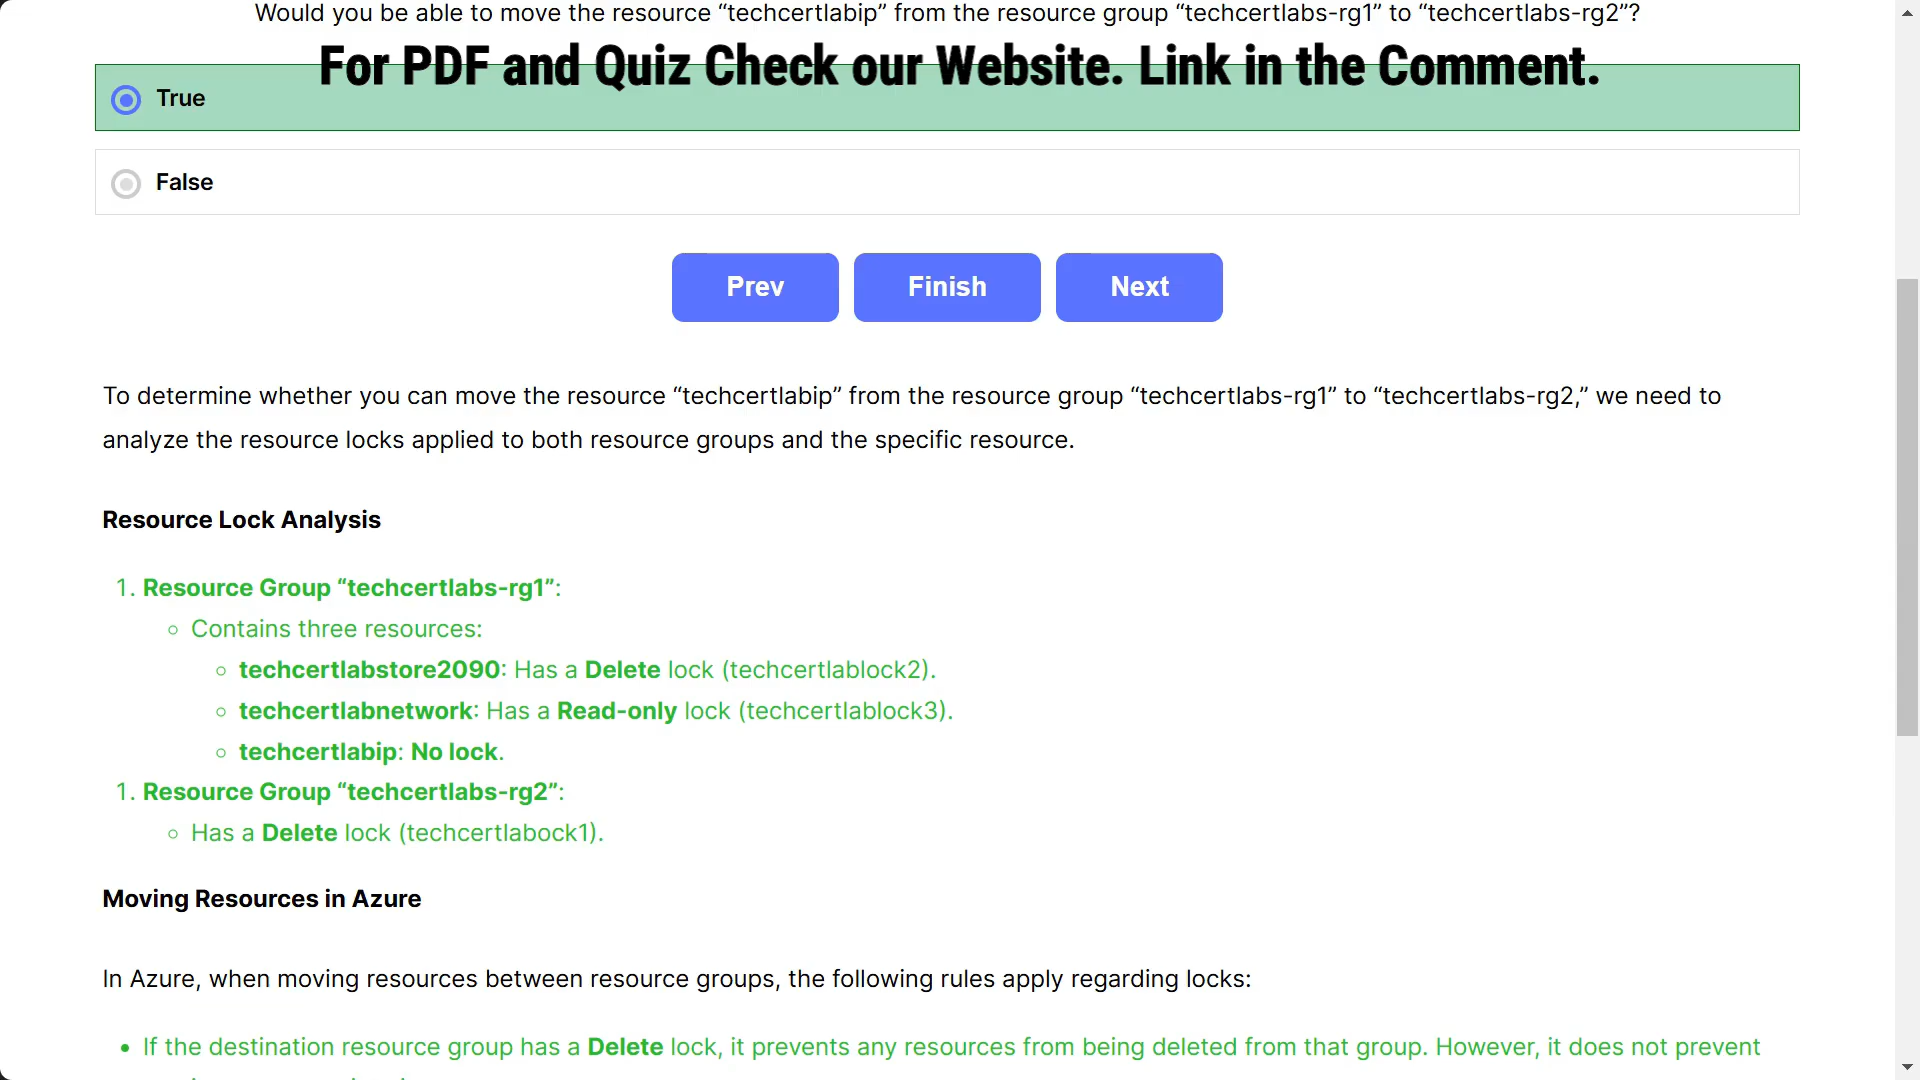 Would you be able to move the resource “techcertlabip” from the resource group “techcertlabs-rg1” to “techcertlabs-rg2”?
For PDF and Quiz Check our Website. Link in the Comment.
True
False
Prev
Finish
Next
To determine whether you can move the resource “techcertlabip” from the resource group “techcertlabs-rg1” to “techcertlabs-rg2,” we need to
analyze the resource locks applied to both resource groups and the specific resource.
Resource Lock Analysis
1. Resource Group “techcertlabs-rg1”:
Contains three resources:
techcertlabstore2090: Has a Delete lock (techcertlablock2).
techcertlabnetwork: Has a Read-only lock (techcertlablock3).
techcertlabip: No lock.
1. Resource Group “techcertlabs-rg2”:
Has a Delete lock (techcertlabock1).
Moving Resources in Azure
In Azure, when moving resources between resource groups, the following rules apply regarding locks:
If the destination resource group has a Delete lock, it prevents any resources from being deleted from that group. However, it does not prevent